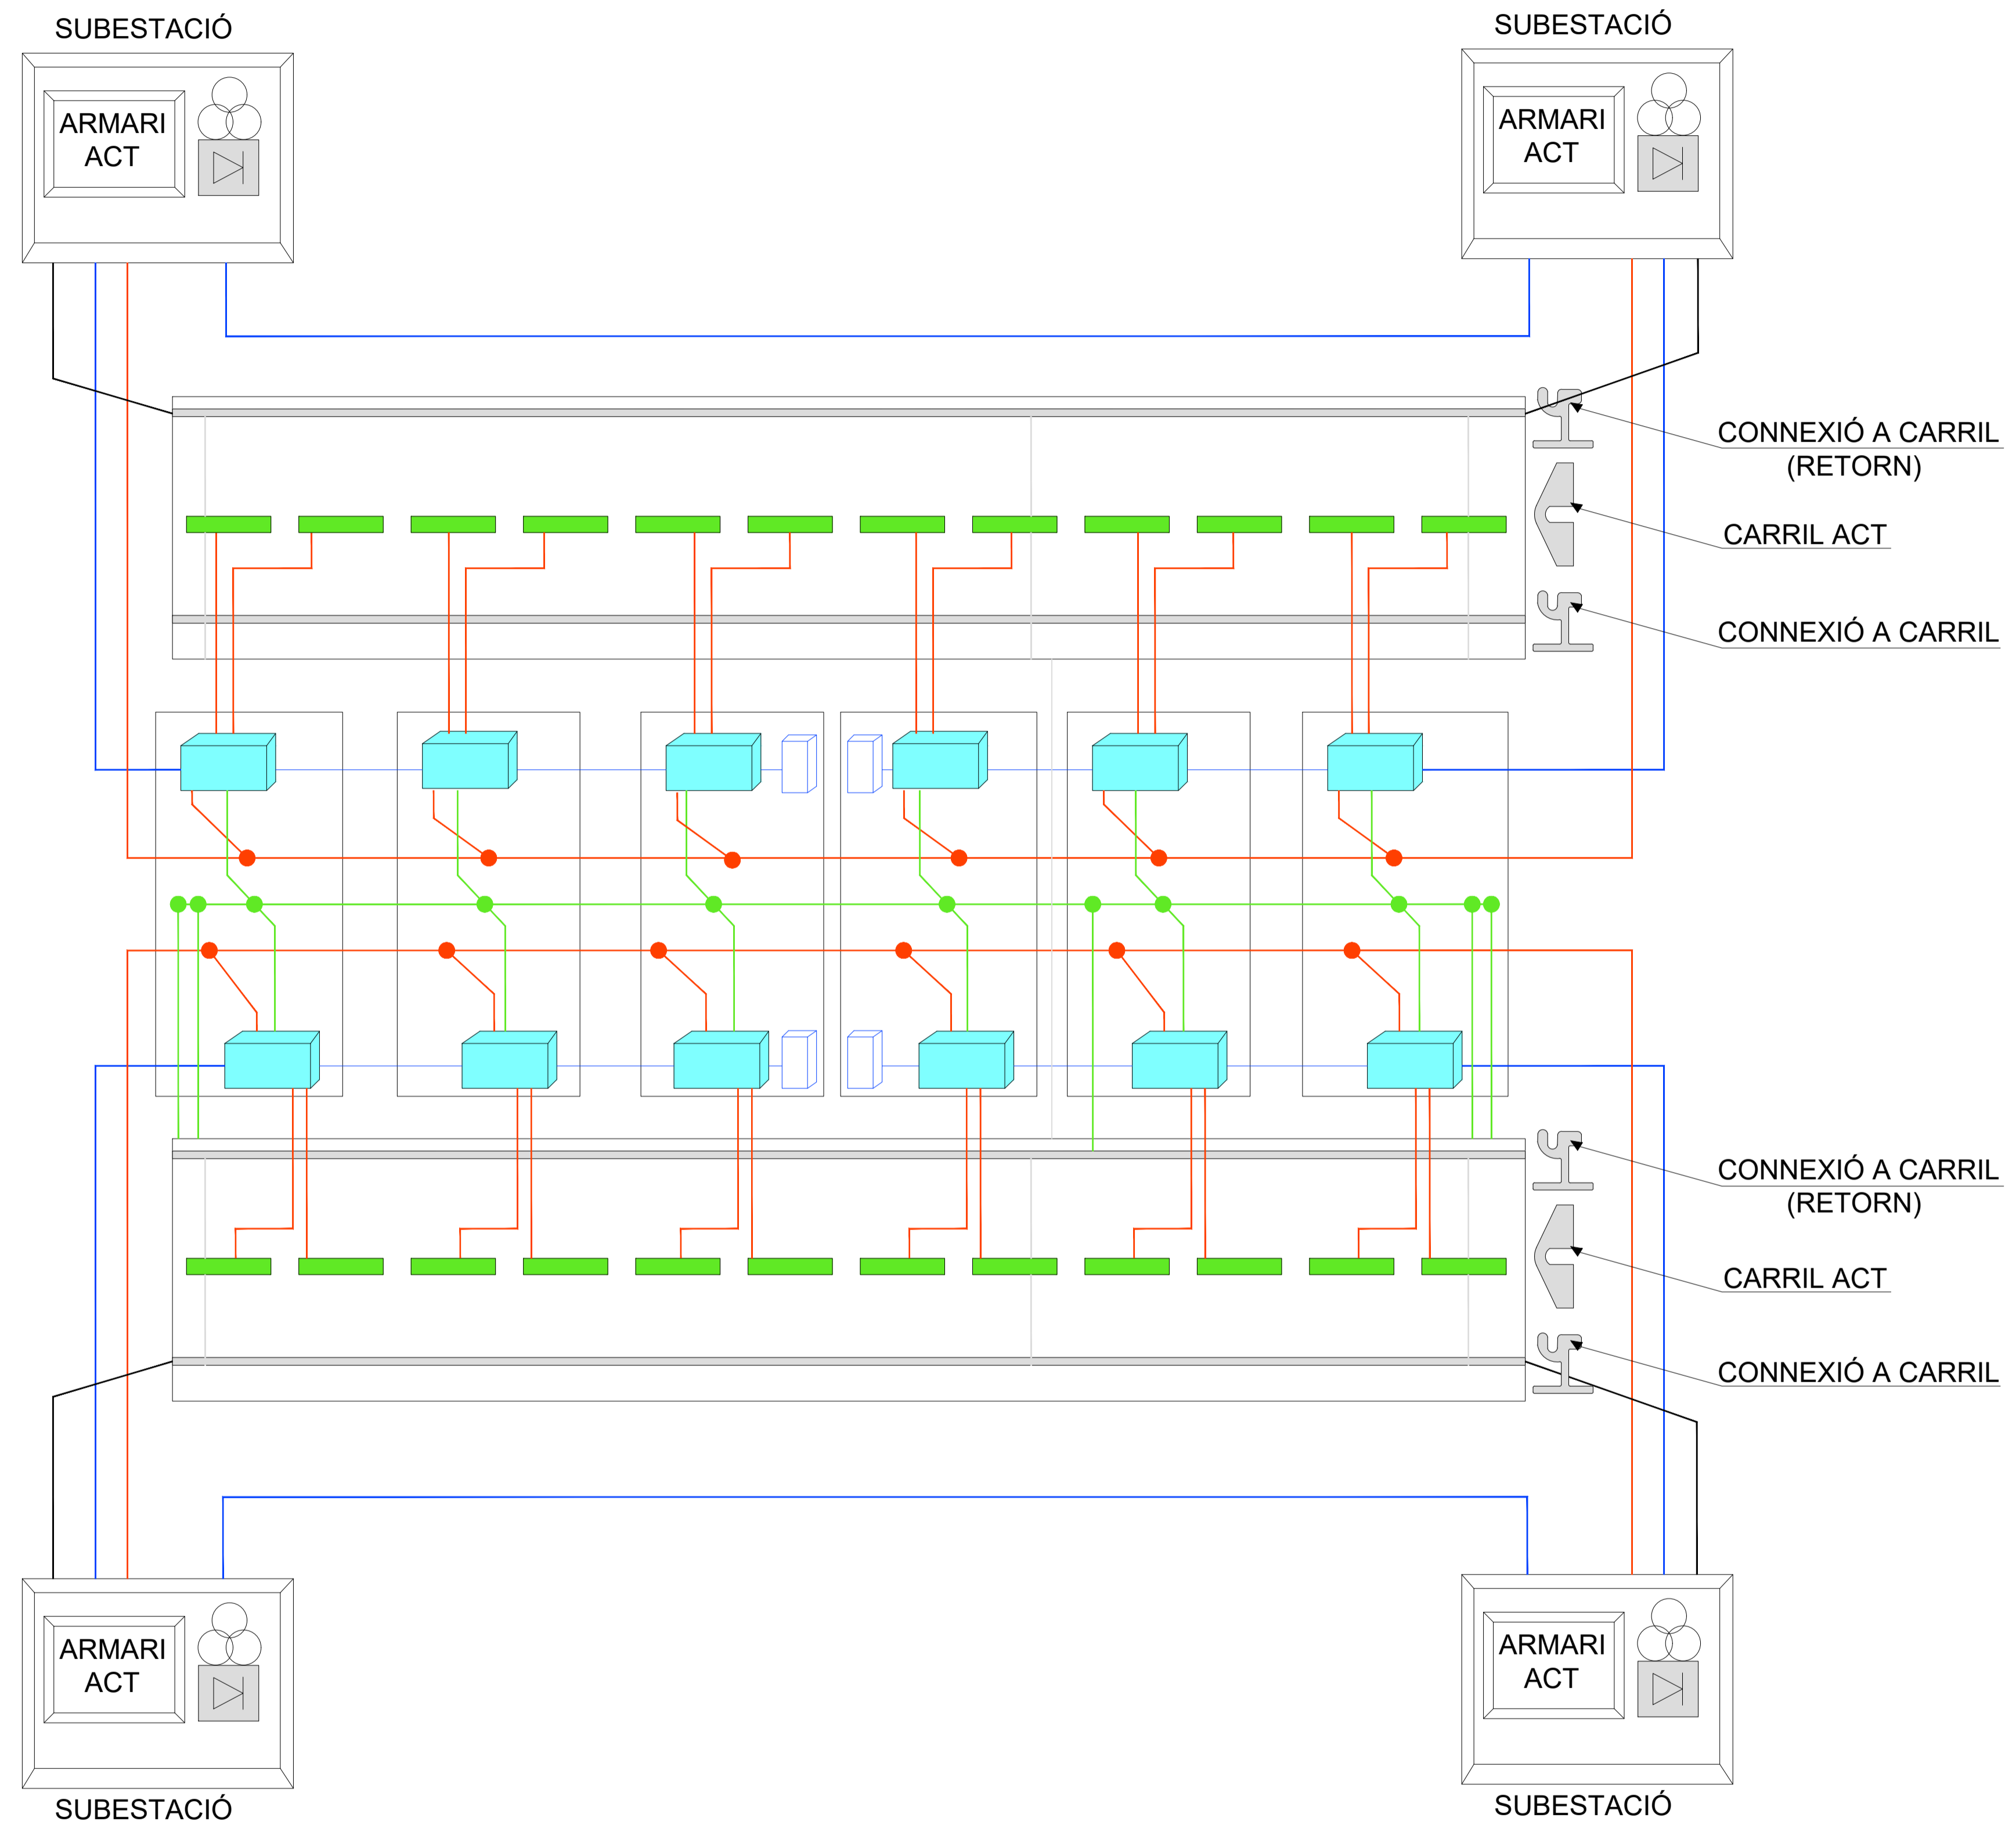 SUBESTACIÓ
SUBESTACIÓ
ARMARI
ACT
ARMARI
ACT
CONNEXIÓ A CARRIL
(RETORN)
CARRIL ACT
CONNEXIÓ A CARRIL
CONNEXIÓ A CARRIL
(RETORN)
CARRIL ACT
CONNEXIÓ A CARRIL
ARMARI
ACT
ARMARI
ACT
SUBESTACIÓ
SUBESTACIÓ